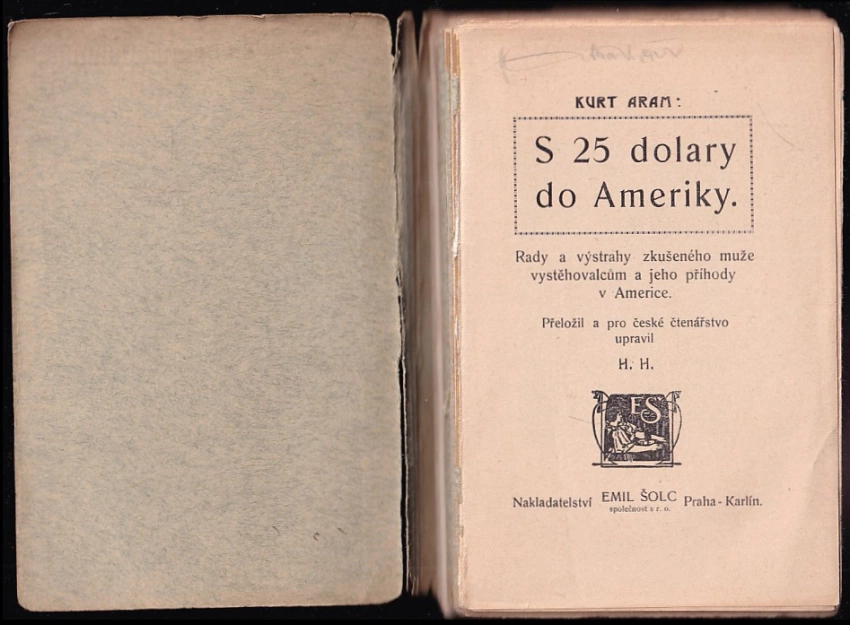 KURT ARAM:
S 25 dolary
do Ameriky.
Rady a výstrahy zkušeného muže
vystěhovalcům a jeho příhody
v Americe.
Přeložil a pro české čtenářstvo
upravil
H. H.
ES
Nakladatelství EMIL ŠOLC Praha-Karlín.
společnost s r. o.